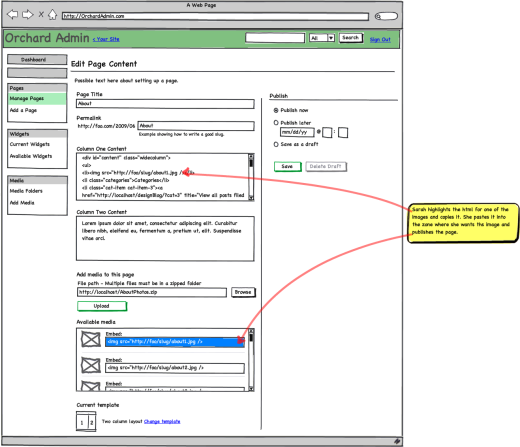 A Web Page
http://OrchardAdmin.com
Orchard Admin
< Your Site
All
Search
Sign Out
Dashboard
Pages
Manage Pages
Add a Page
Widgets
Current Widgets
Available Widgets
Media
Media Folders
Add Media
Edit Page Content
Possible text here about setting up a page.
Page Title
About
Permalink
http://foo.com/2009/06
About
Example showing how to write a good slug.
Column One Content
<div id="content" class="widecolumn">
<ul>
<li><img src="http://foo/slug/about1.jpg />
<li class="categories">Categories</li>
<li class="cat-item cat-item-3"><a
href="http://localhost/designBlog/?cat=3" title="View all posts filed
Column Two Content
Lorem ipsum dolor sit amet, consectetur adipiscing elit. Curabitur
libero nibh, eleifend eu, fermentum a, pretium ut, elit. Suspendisse
vitae orci.
Add media to this page
File path - Multiple files must be in a zipped folder
http://localhost/AboutPhotos.zip
Browse
Upload
Available media
Embed:
<img src="http://foo/slug/about1.jpg />
Embed:
<img src="http://foo/slug/about2.jpg />
Embed:
Current template
1 2
Two column layout
Change template
Publish
Publish now
Publish later
mm/dd/yy
@
:
Save as a draft
Save
Delete Draft
Sarah highlights the html for one of the
images and copies it. She pastes it into
the zone where she wants the image and
publishes the page.